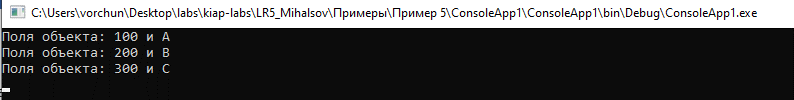 C:\Users\vorchun\Desktop\labs\kiap-labs\LR5_Mihalsov\Примеры\Пример 5\ConsoleApp1\ConsoleApp1\bin\Debug\ConsoleApp1.exe
Поля объекта: 100 и A
Поля объекта: 200 и B
Поля объекта: 300 и C